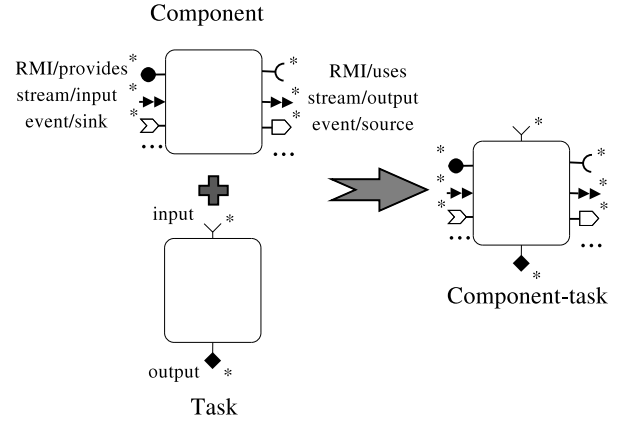 Component
RMI/provides * * RMI/uses
stream/input * * stream/output
event/sink * * event/source
... ...
input *
output *
Task
*
* *
* *
* *
... ...
*
Component-task